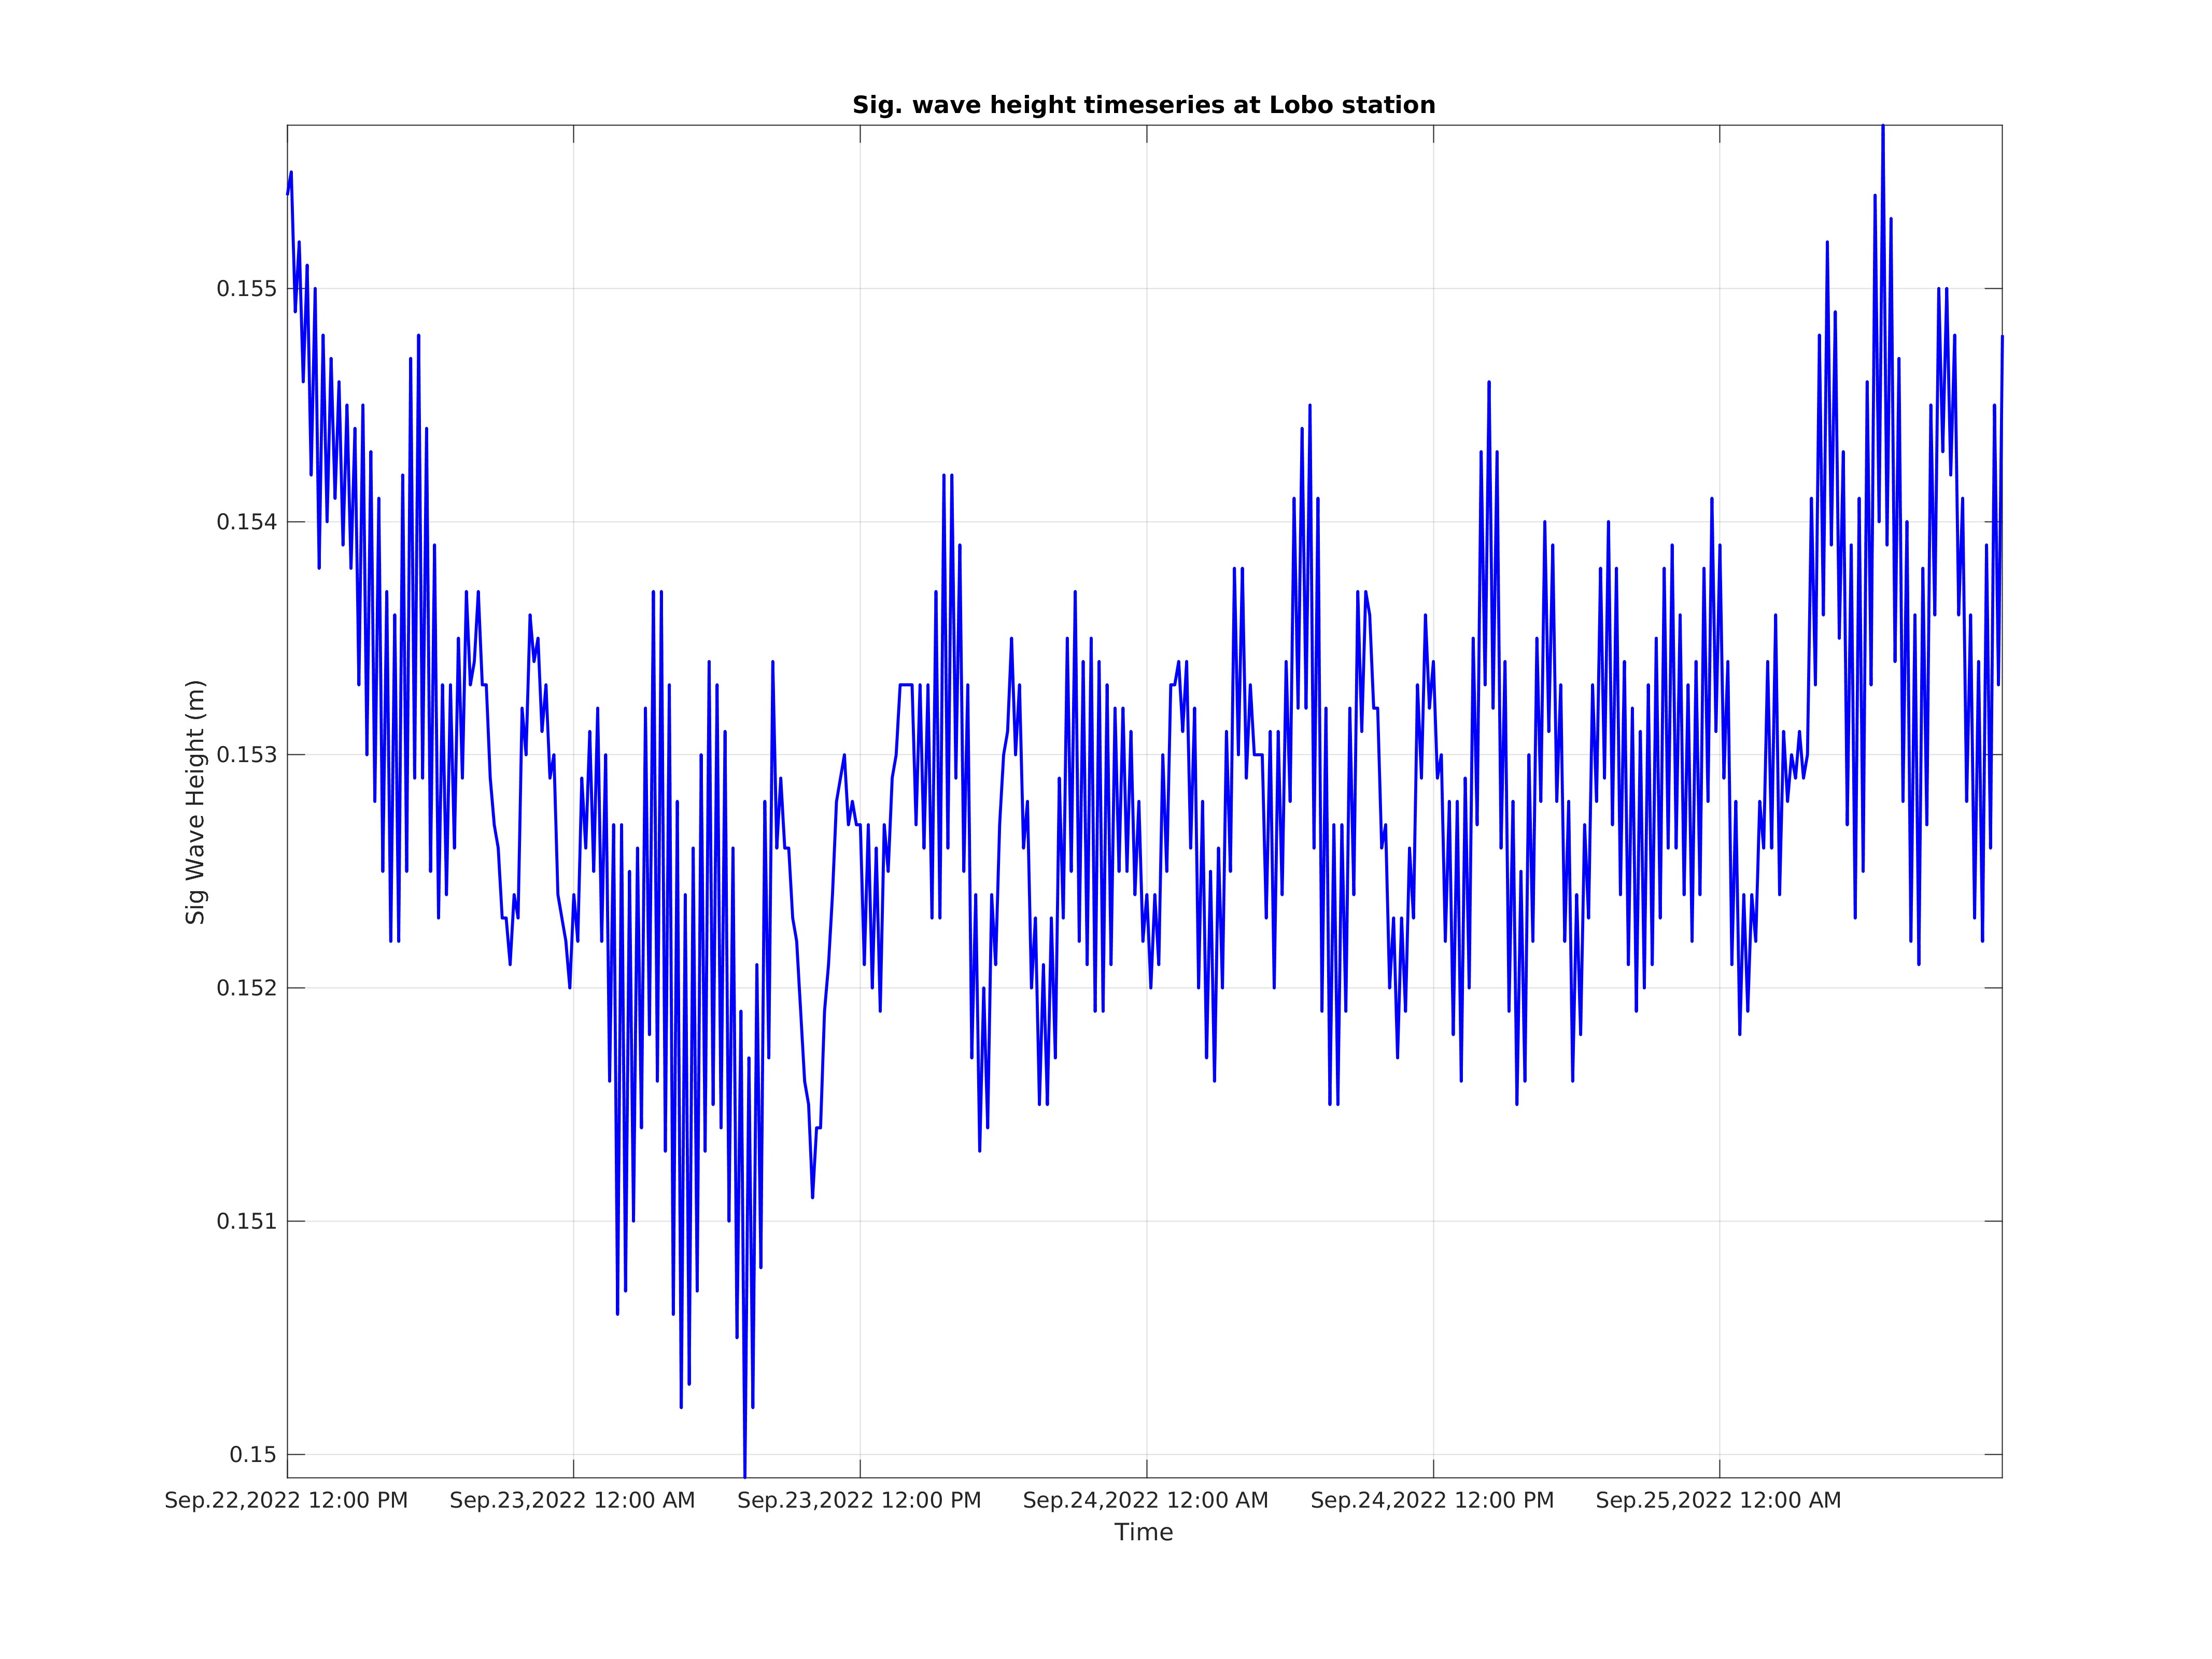 Sig. wave height timeseries at Lobo station
0.155
0.154
0.153
0.152
0.151
0.15
Sig Wave Height (m)
Sep.22,2022 12:00 PM
Sep.23,2022 12:00 AM
Sep.23,2022 12:00 PM
Sep.24,2022 12:00 AM
Sep.24,2022 12:00 PM
Sep.25,2022 12:00 AM
Time